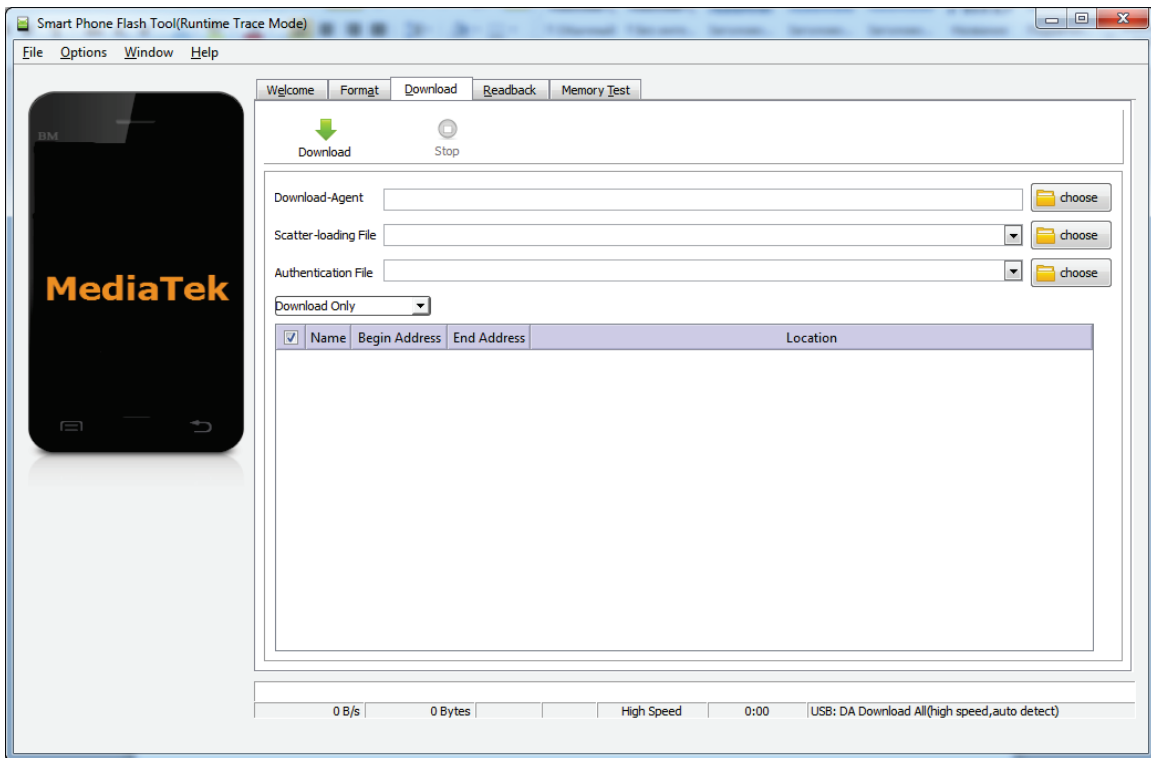 Smart Phone Flash Tool(Runtime Trace Mode)
File Options Window Help
Welcome Format Download Readback Memory Test
BM
Download Stop
Download-Agent choose
Scatter-loading File choose
Authentication File choose
MediaTek
Download Only
Name Begin Address End Address Location
0 B/s 0 Bytes High Speed 0:00 USB: DA Download All(high speed,auto detect)